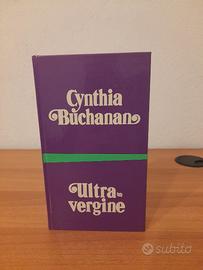 Cynthia
Buchanan
Ultra-
vergine
subito